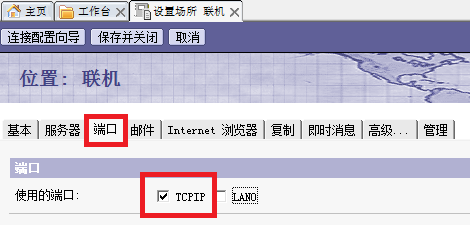 主页 工作台 设置场所 联机
连接配置向导 保存并关闭 取消
位置: 联机
基本 服务器 端口 邮件 Internet 浏览器 复制 即时消息 高级... 管理
端口
使用的端口: TCPIP LAN0